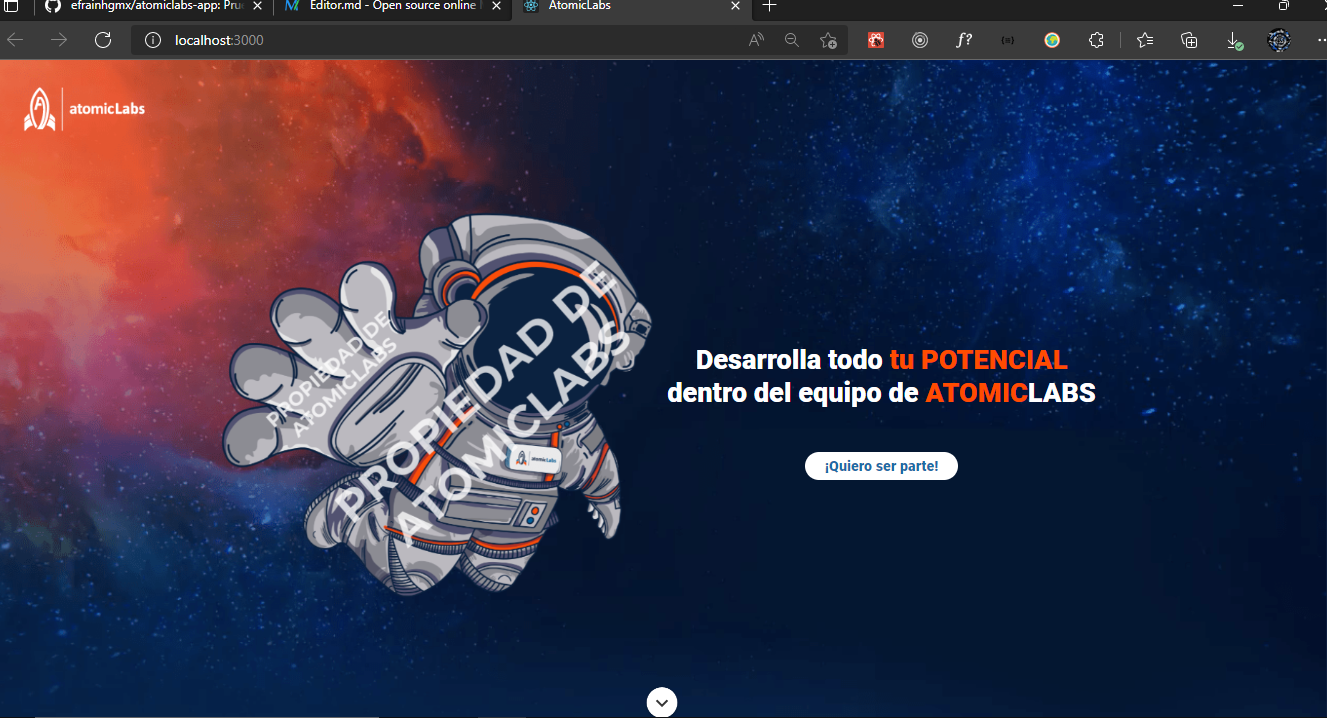 efrainhgmx/atomiclabs-app: Pru
Editor.md - Open source online
AtomicLabs
localhost:3000
atomicLabs
PROPIEDAD DE
ATOMICLABS
PROPIEDAD DE
ATOMICLABS
atomicLabs
Desarrolla todo tu POTENCIAL
dentro del equipo de ATOMICLABS
¡Quiero ser parte!